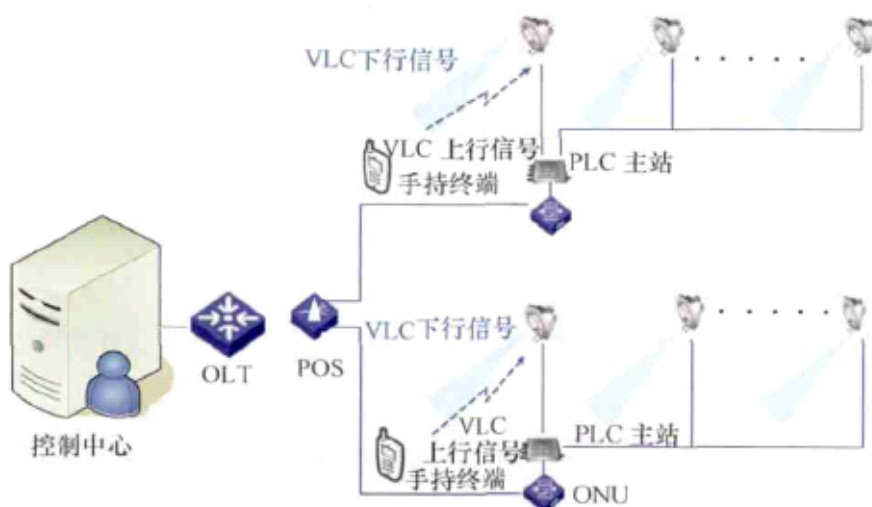 VLC下行信号
VLC 上行信号
手持终端
PLC 主站
OLT
POS
控制中心
VLC下行信号
VLC
上行信号
手持终端
PLC 主站
ONU